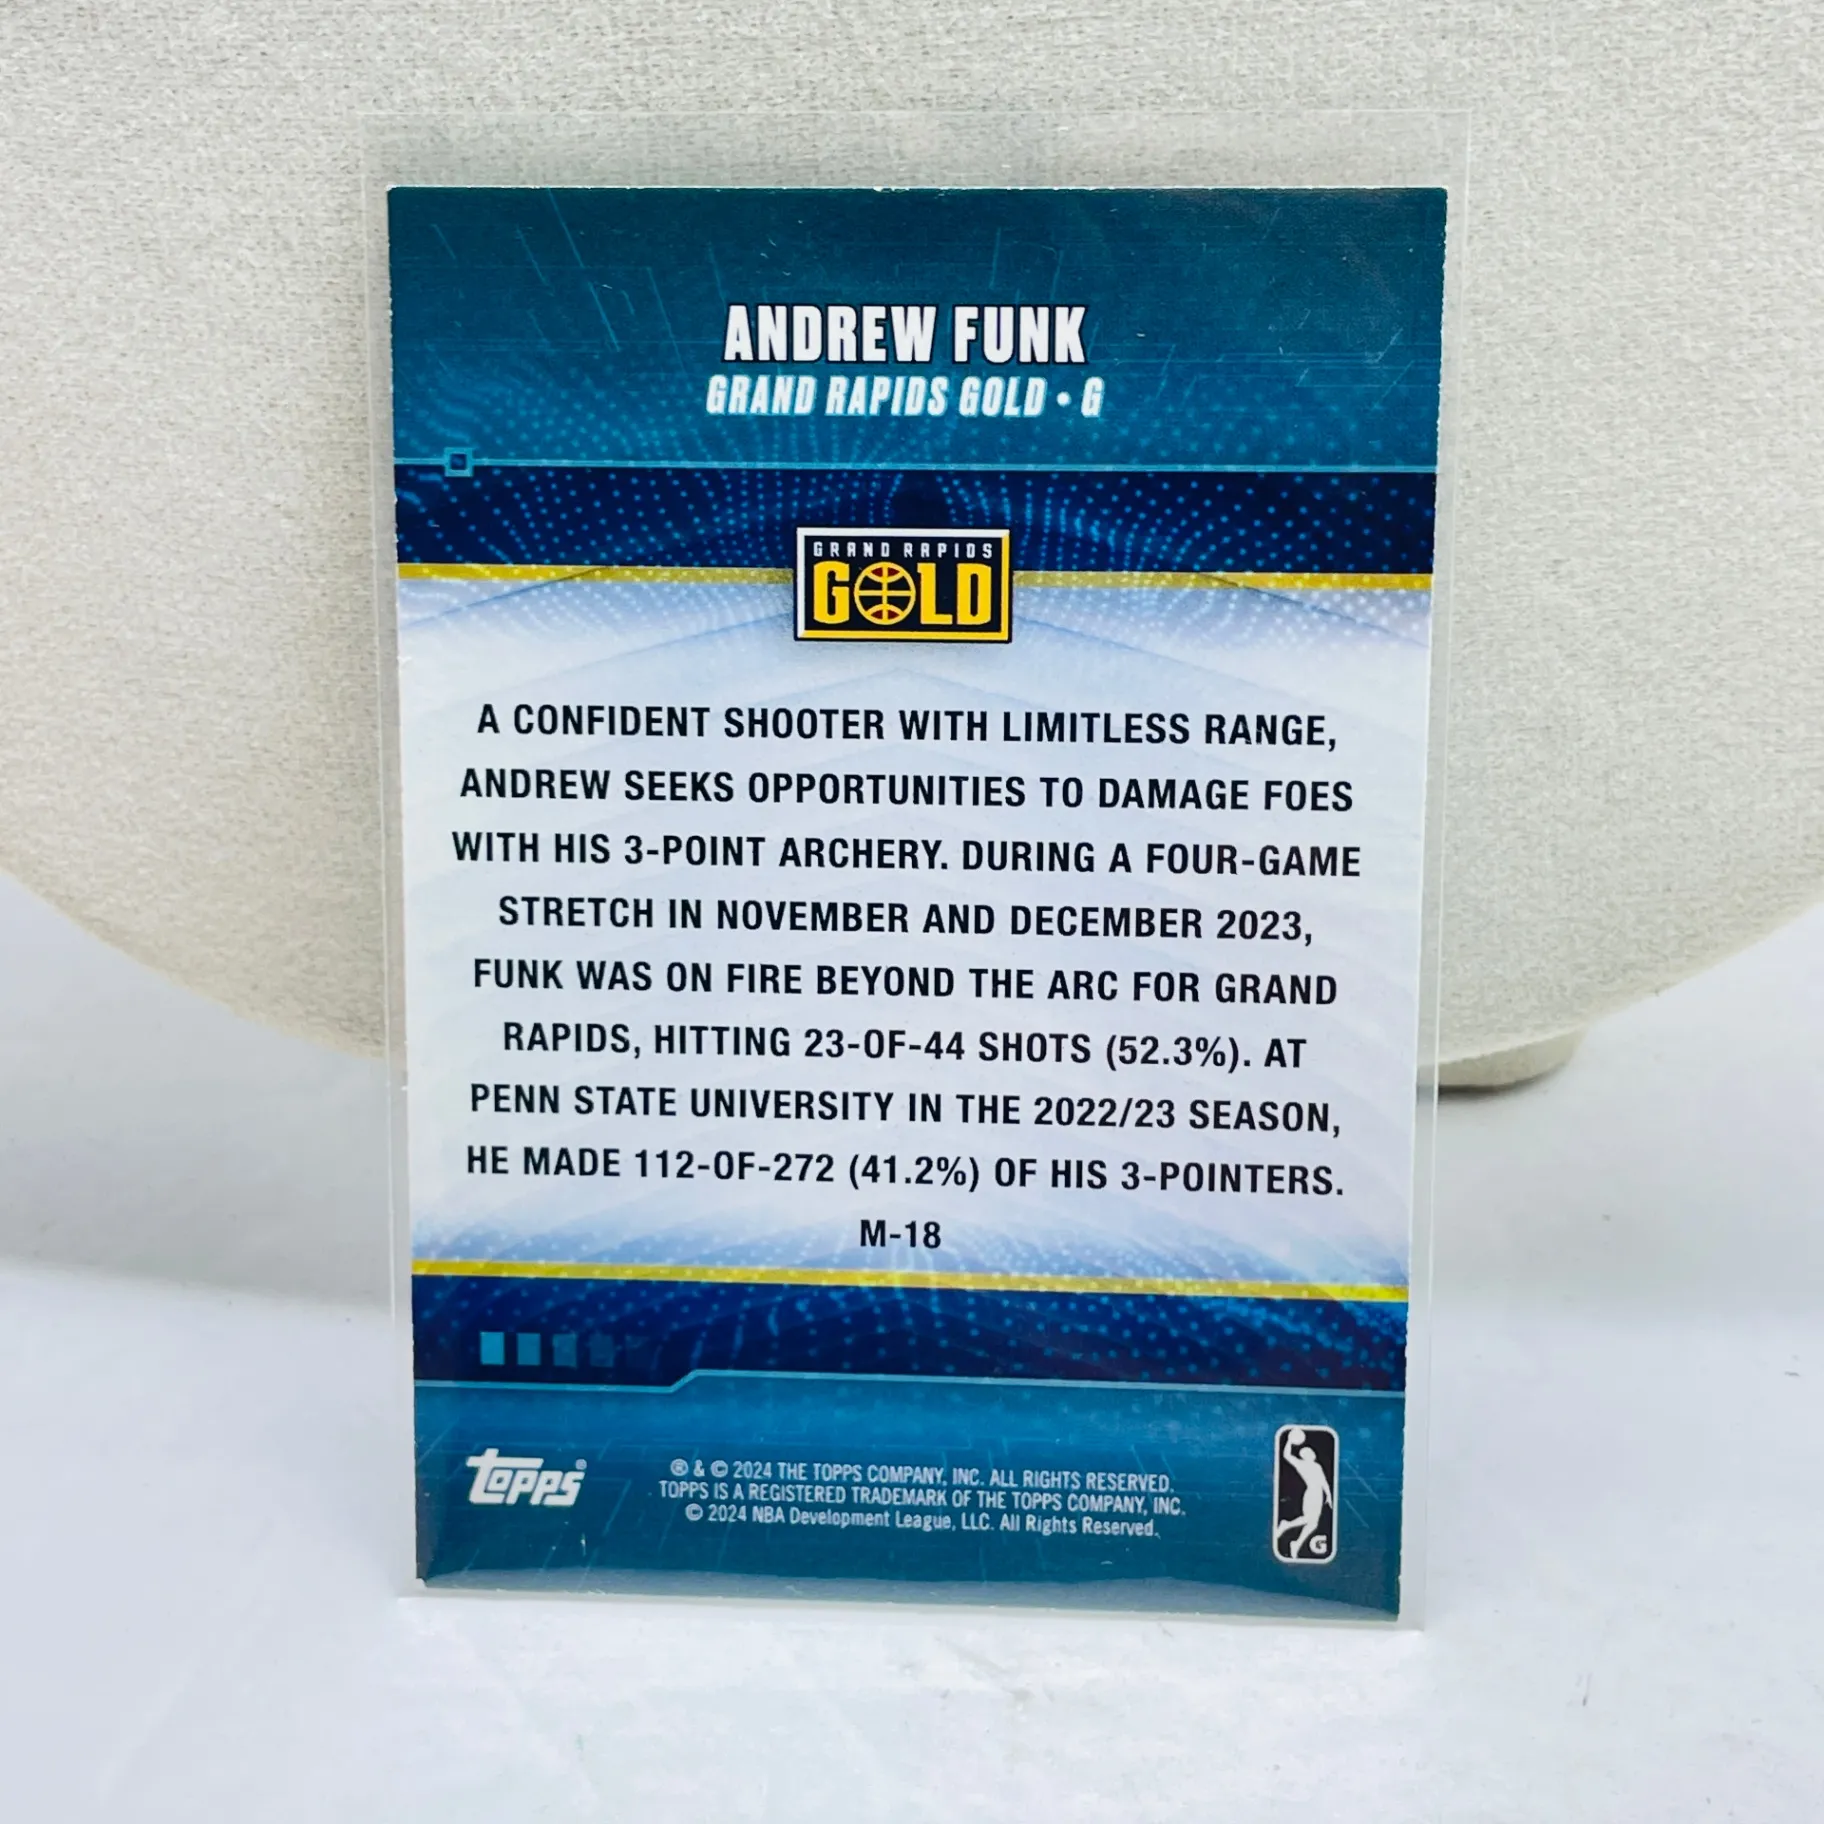 ANDREW FUNK
GRAND RAPIDS GOLD • G
GRAND RAPIDS
GOLD
A CONFIDENT SHOOTER WITH LIMITLESS RANGE,
ANDREW SEEKS OPPORTUNITIES TO DAMAGE FOES
WITH HIS 3-POINT ARCHERY. DURING A FOUR-GAME
STRETCH IN NOVEMBER AND DECEMBER 2023,
FUNK WAS ON FIRE BEYOND THE ARC FOR GRAND
RAPIDS, HITTING 23-OF-44 SHOTS (52.3%). AT
PENN STATE UNIVERSITY IN THE 2022/23 SEASON,
HE MADE 112-OF-272 (41.2%) OF HIS 3-POINTERS.
M-18
topps®
® & © 2024 THE TOPPS COMPANY, INC. ALL RIGHTS RESERVED.
TOPPS IS A REGISTERED TRADEMARK OF THE TOPPS COMPANY, INC.
© 2024 NBA Development League, LLC. All Rights Reserved.
G